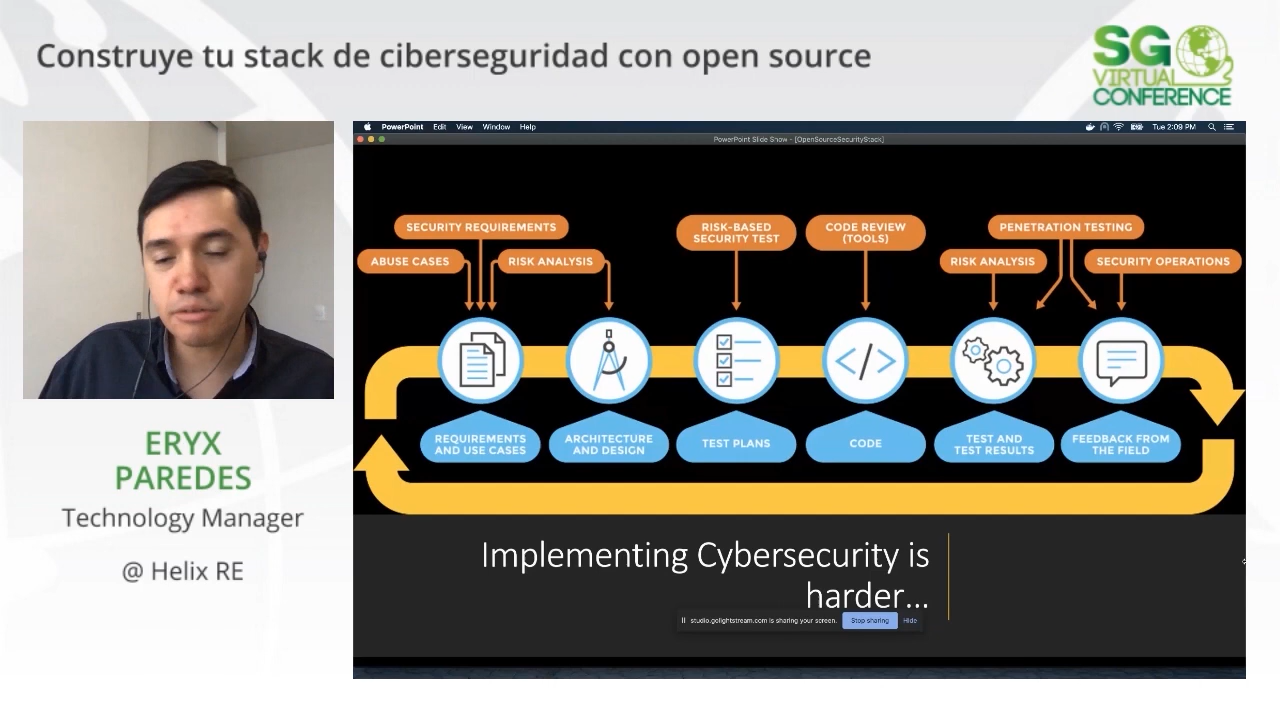 Construye tu stack de ciberseguridad con open source
SG
VIRTUAL
CONFERENCE
PowerPoint Edit View Window Help
Tue 2:09 PM
PowerPoint Slide Show - [OpenSourceSecurityStack]
SECURITY REQUIREMENTS
ABUSE CASES
RISK ANALYSIS
RISK-BASED
SECURITY TEST
CODE REVIEW
(TOOLS)
PENETRATION TESTING
RISK ANALYSIS
SECURITY OPERATIONS
REQUIREMENTS
AND USE CASES
ARCHITECTURE
AND DESIGN
TEST PLANS
CODE
TEST AND
TEST RESULTS
FEEDBACK FROM
THE FIELD
Implementing Cybersecurity is
harder...
studio.golightstream.com is sharing your screen. Stop sharing Hide
ERYX
PAREDES
Technology Manager
@ Helix RE